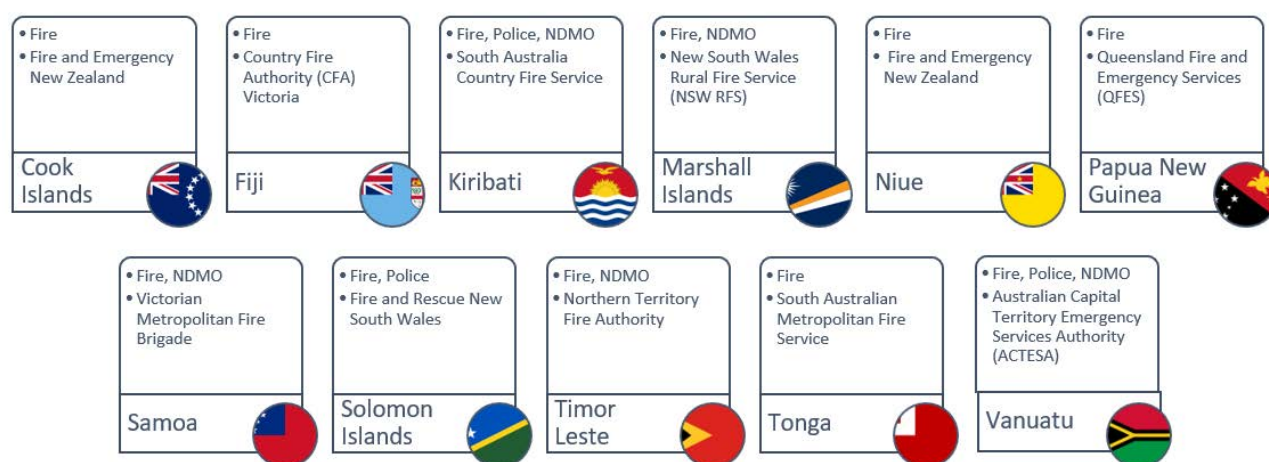 • Fire
• Fire and Emergency
New Zealand
Cook
Islands
• Fire
• Country Fire
Authority (CFA)
Victoria
Fiji
• Fire, Police, NDMO
• South Australia
Country Fire Service
Kiribati
• Fire, NDMO
• New South Wales
Rural Fire Service
(NSW RFS)
Marshall
Islands
• Fire
• Fire and Emergency
New Zealand
Niue
• Fire
• Queensland Fire and
Emergency Services
(QFES)
Papua New
Guinea
• Fire, NDMO
• Victorian
Metropolitan Fire
Brigade
Samoa
• Fire, Police
• Fire and Rescue New
South Wales
Solomon
Islands
• Fire, NDMO
• Northern Territory
Fire Authority
Timor
Leste
• Fire
• South Australian
Metropolitan Fire
Service
Tonga
• Fire, Police, NDMO
• Australian Capital
Territory Emergency
Services Authority
(ACTESA)
Vanuatu